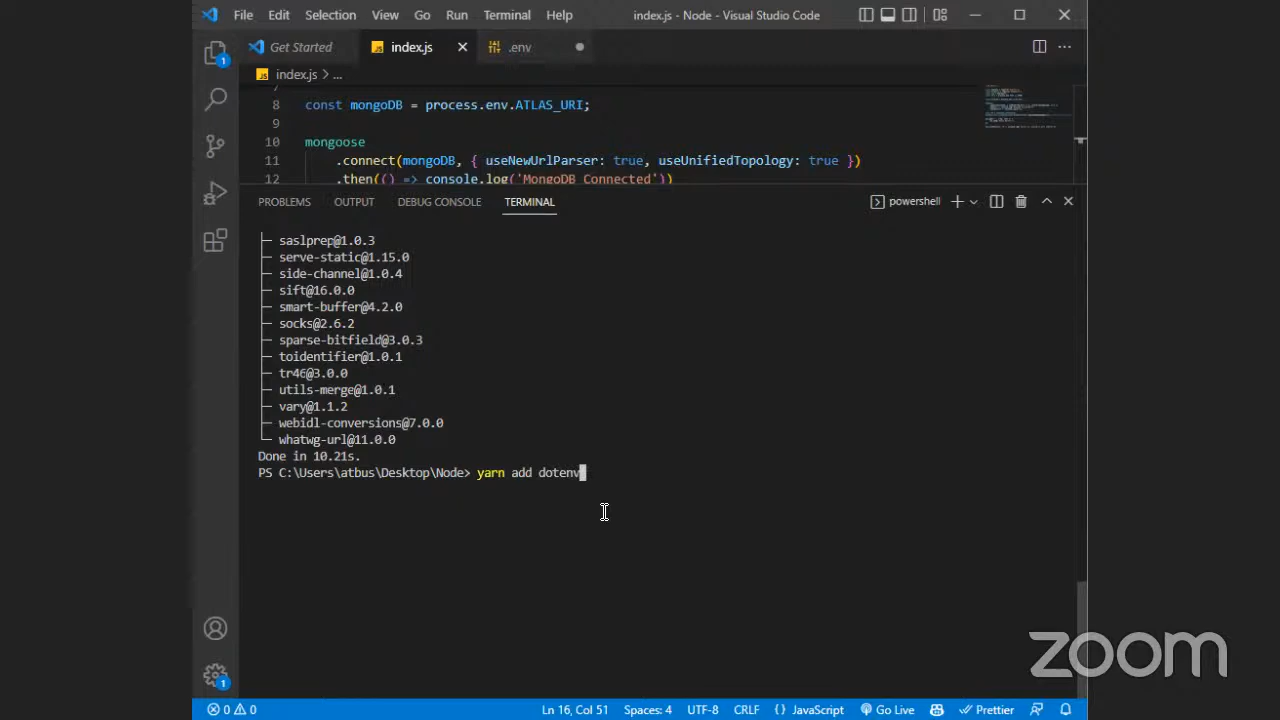 File Edit Selection View Go Run Terminal Help index.js - Node - Visual Studio Code
Get Started index.js .env
index.js > ...
7
8 const mongoDB = process.env.ATLAS_URI;
9
10 mongoose
11 .connect(mongoDB, { useNewUrlParser: true, useUnifiedTopology: true })
12 .then(() => console.log('MongoDB Connected'))
PROBLEMS OUTPUT DEBUG CONSOLE TERMINAL powershell
├─ saslprep@1.0.3
├─ serve-static@1.15.0
├─ side-channel@1.0.4
├─ sift@16.0.0
├─ smart-buffer@4.2.0
├─ socks@2.6.2
├─ sparse-bitfield@3.0.3
├─ toidentifier@1.0.1
├─ tr46@3.0.0
├─ utils-merge@1.0.1
├─ vary@1.1.2
├─ webidl-conversions@7.0.0
└─ whatwg-url@11.0.0
Done in 10.21s.
PS C:\Users\atbus\Desktop\Node> yarn add dotenv
zoom
0 0 Ln 16, Col 51 Spaces: 4 UTF-8 CRLF {} JavaScript Go Live Prettier
1
1